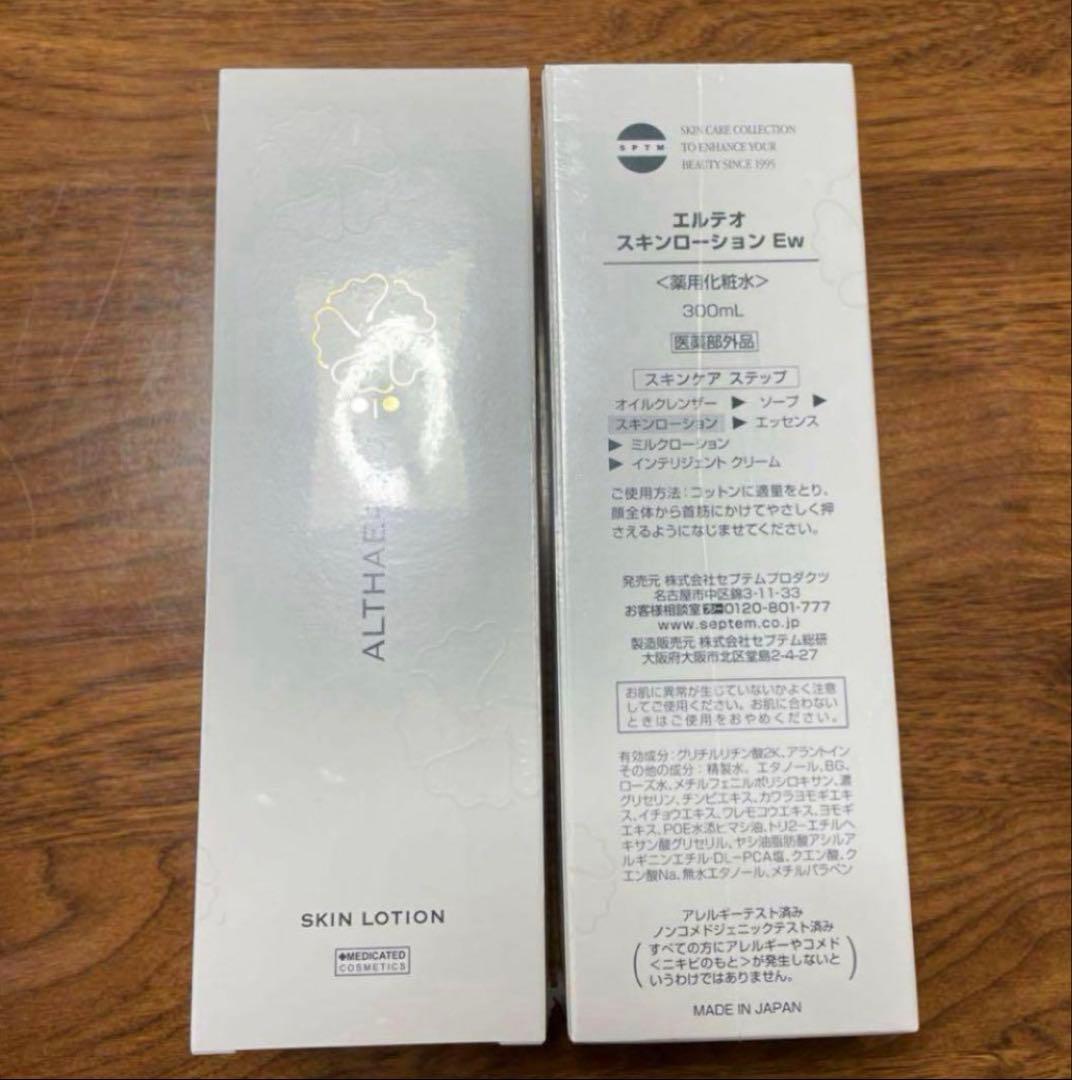 ALTHAE
SKIN LOTION
MEDICATED
COSMETICS
SPTM
SKIN CARE COLLECTION
TO ENHANCE YOUR
BEAUTY SINCE 1995
エルテオ
スキンローション Ew
＜薬用化粧水＞
300mL
医薬部外品
スキンケア ステップ
オイルクレンザー ▶ ソープ ▶
スキンローション ▶ エッセンス
▶ ミルクローション
▶ インテリジェント クリーム
ご使用方法：コットンに適量をとり、
顔全体から首筋にかけてやさしく押
さえるようになじませてください。
発売元 株式会社セプテムプロダクツ
名古屋市中区錦3-11-33
お客様相談室 0120-801-777
www.septem.co.jp
製造販売元 株式会社セプテム総研
大阪府大阪市北区堂島2-4-27
お肌に異常が生じていないかよく注意
してご使用ください。お肌に合わない
ときはご使用をおやめください。
有効成分：グリチルリチン酸2K、アラントイン
その他の成分：精製水、エタノール、BG、
ローズ水、メチルフェニルポリシロキサン、濃
グリセリン、チンピエキス、カワラヨモギエキ
ス、イチョウエキス、ワレモコウエキス、ヨモギ
エキス、POE水添ヒマシ油、トリ2-エチルヘ
キサン酸グリセリル、ヤシ油脂肪酸アシルア
ルギニンエチル・DL-PCA塩、クエン酸、ク
エン酸Na、無水エタノール、メチルパラベン
アレルギーテスト済み
ノンコメドジェニックテスト済み
(すべての方にアレルギーやコメド
＜ニキビのもと＞が発生しないと
いうわけではありません。)
MADE IN JAPAN